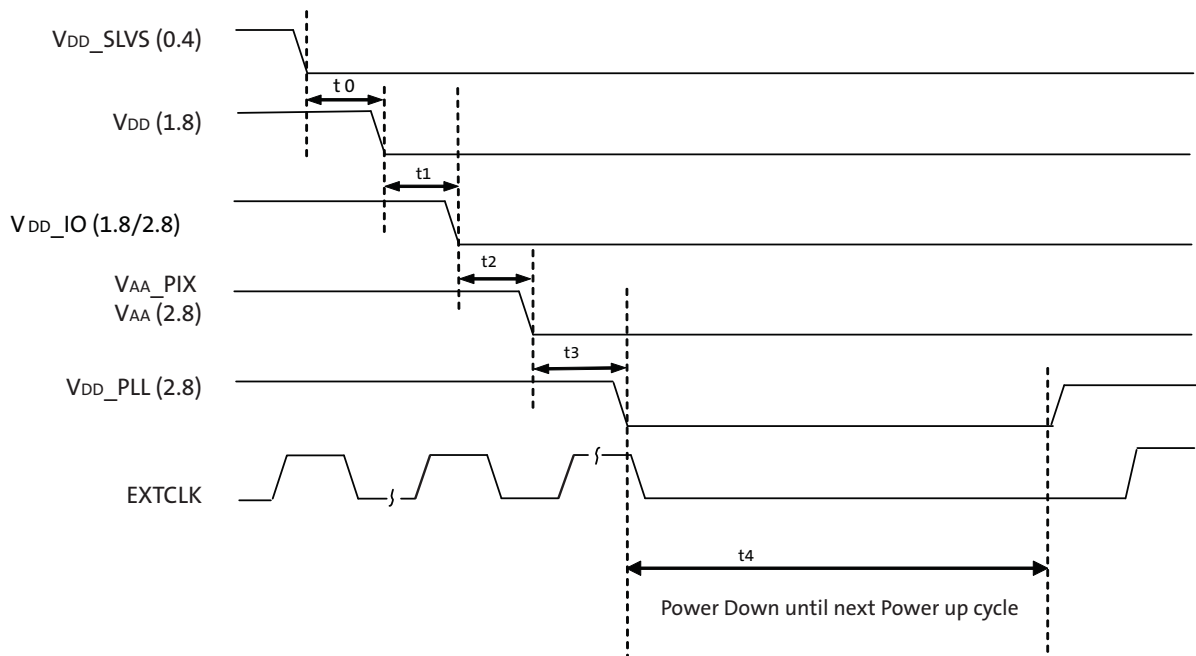 VDD_SLVS (0.4)
t 0
VDD (1.8)
t1
VDD_IO (1.8/2.8)
t2
VAA_PIX
VAA (2.8)
t3
VDD_PLL (2.8)
EXTCLK
t4
Power Down until next Power up cycle